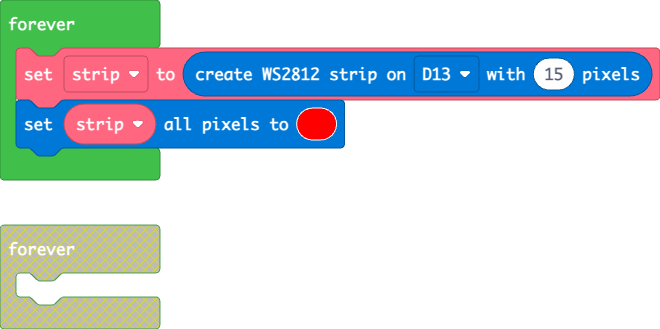 forever
set strip to create WS2812 strip on D13 with 15 pixels
set strip all pixels to
forever